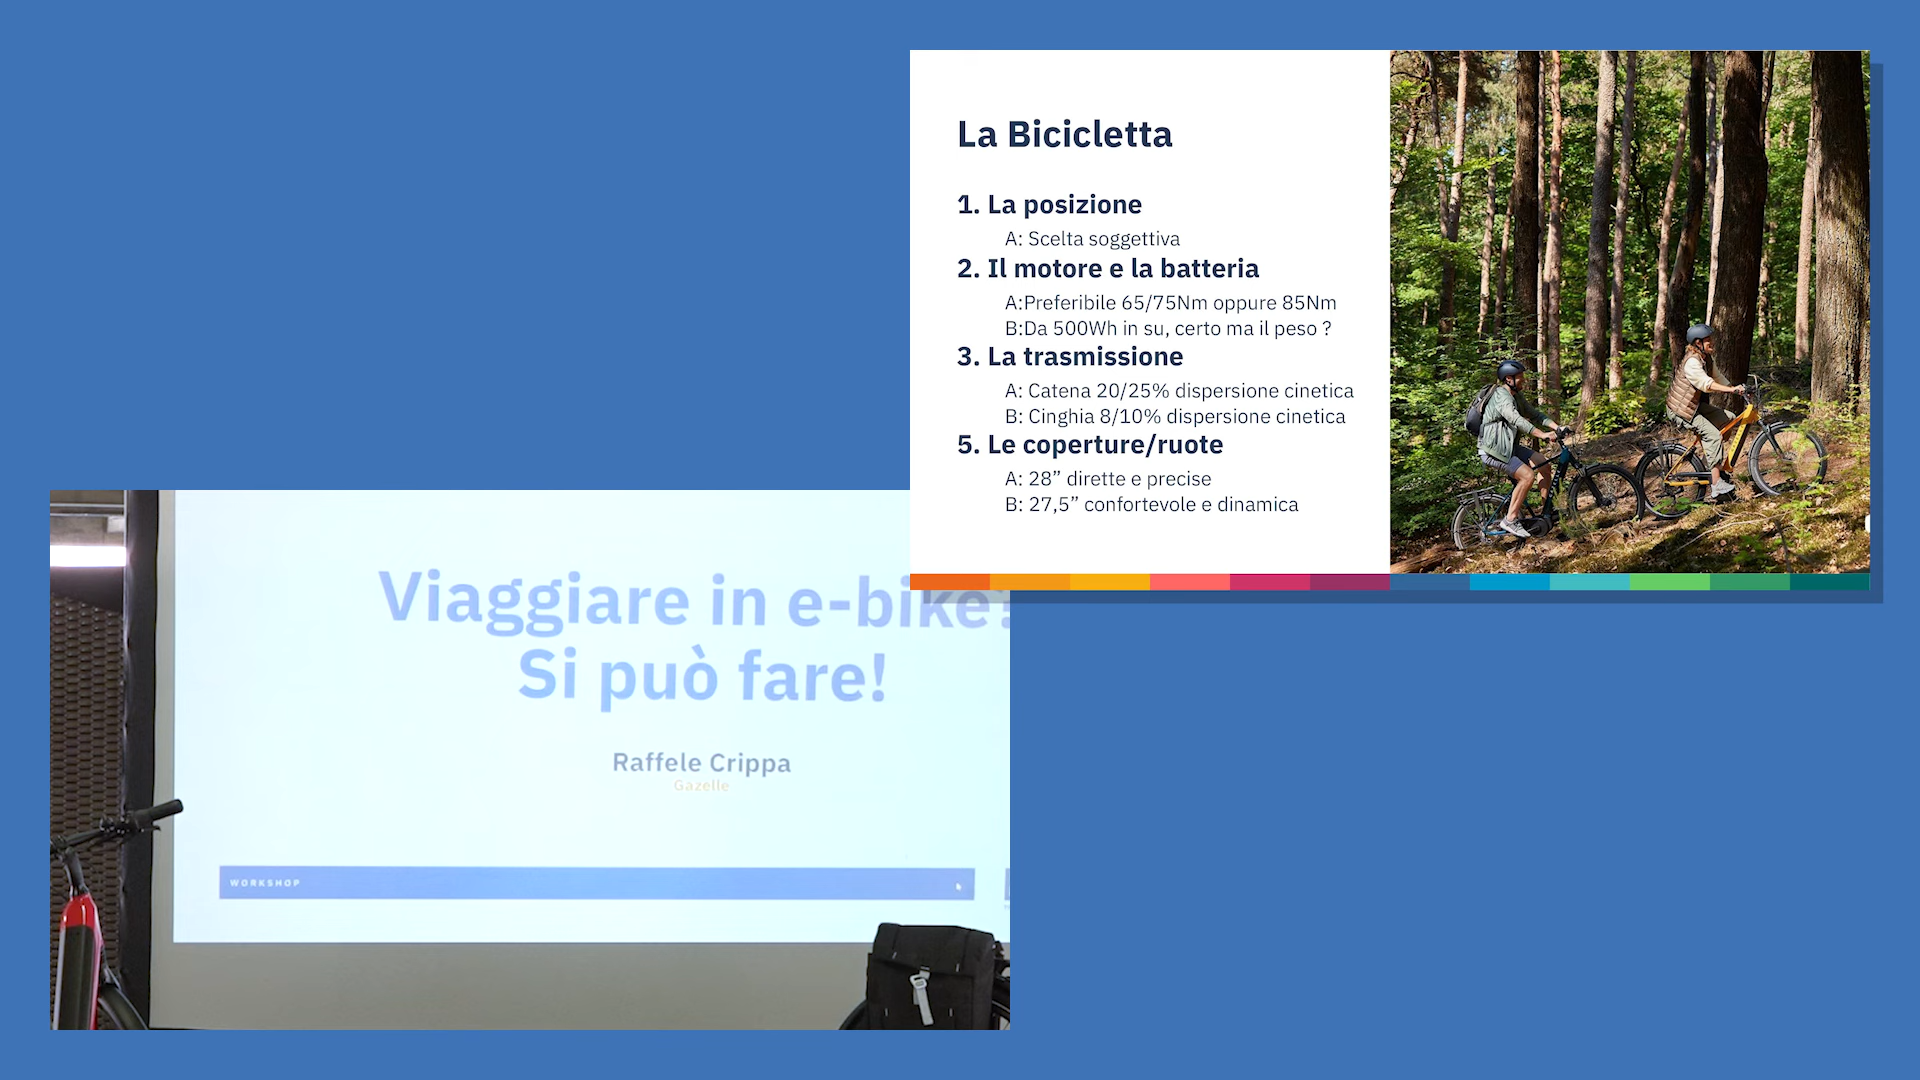 La Bicicletta
1. La posizione
A: Scelta soggettiva
2. Il motore e la batteria
A:Preferibile 65/75Nm oppure 85Nm
B:Da 500Wh in su, certo ma il peso ?
3. La trasmissione
A: Catena 20/25% dispersione cinetica
B: Cinghia 8/10% dispersione cinetica
5. Le coperture/ruote
A: 28” dirette e precise
B: 27,5” confortevole e dinamica
Viaggiare in e-bike?
Si può fare!
Raffele Crippa
Gazelle
WORKSHOP